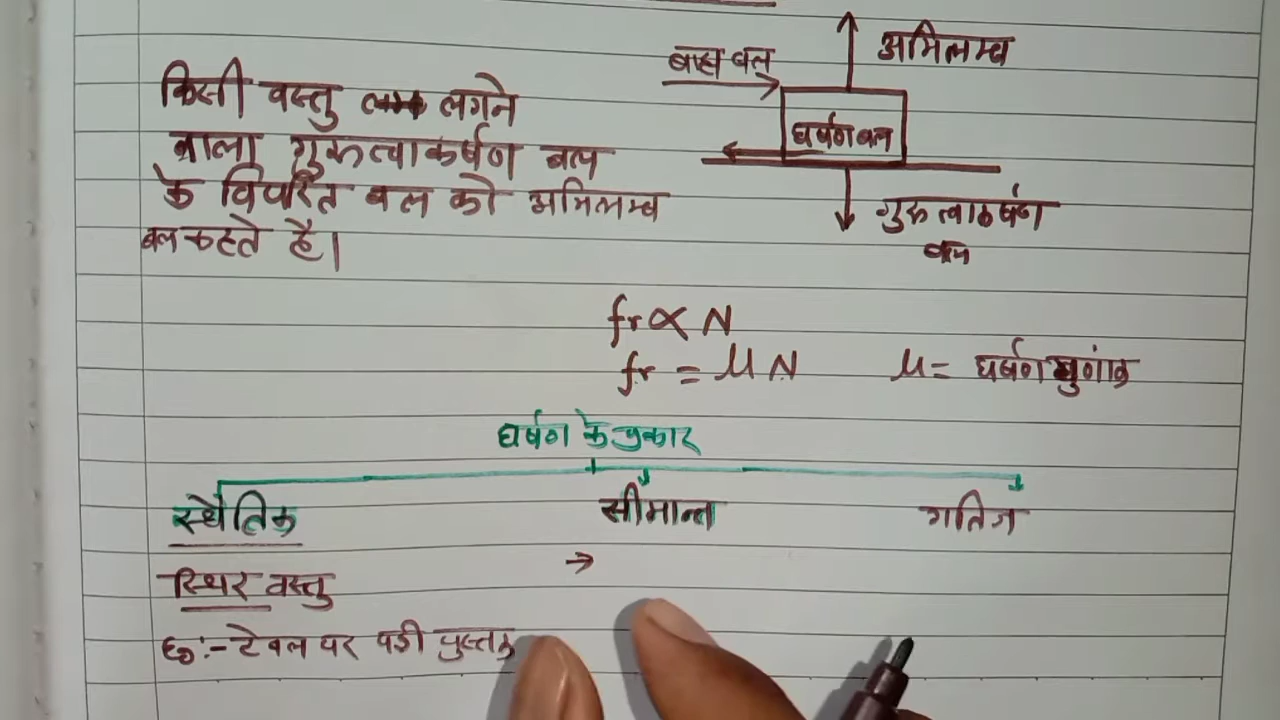 किसी वस्तु लगने
वाला गुरुत्वाकर्षण बल
के विपरित बल को अभिलम्ब
बल कहते है।
अभिलम्ब
बाह्य बल
घर्षण बल
गुरुत्वाकर्षण
बल
fr ∝ N
fr = μN
μ = घर्षण गुणांक
घर्षण के प्रकार
स्थैतिक
सीमान्त
गतिज
स्थिर वस्तु
→
:- टेबल पर पडी पुस्तक